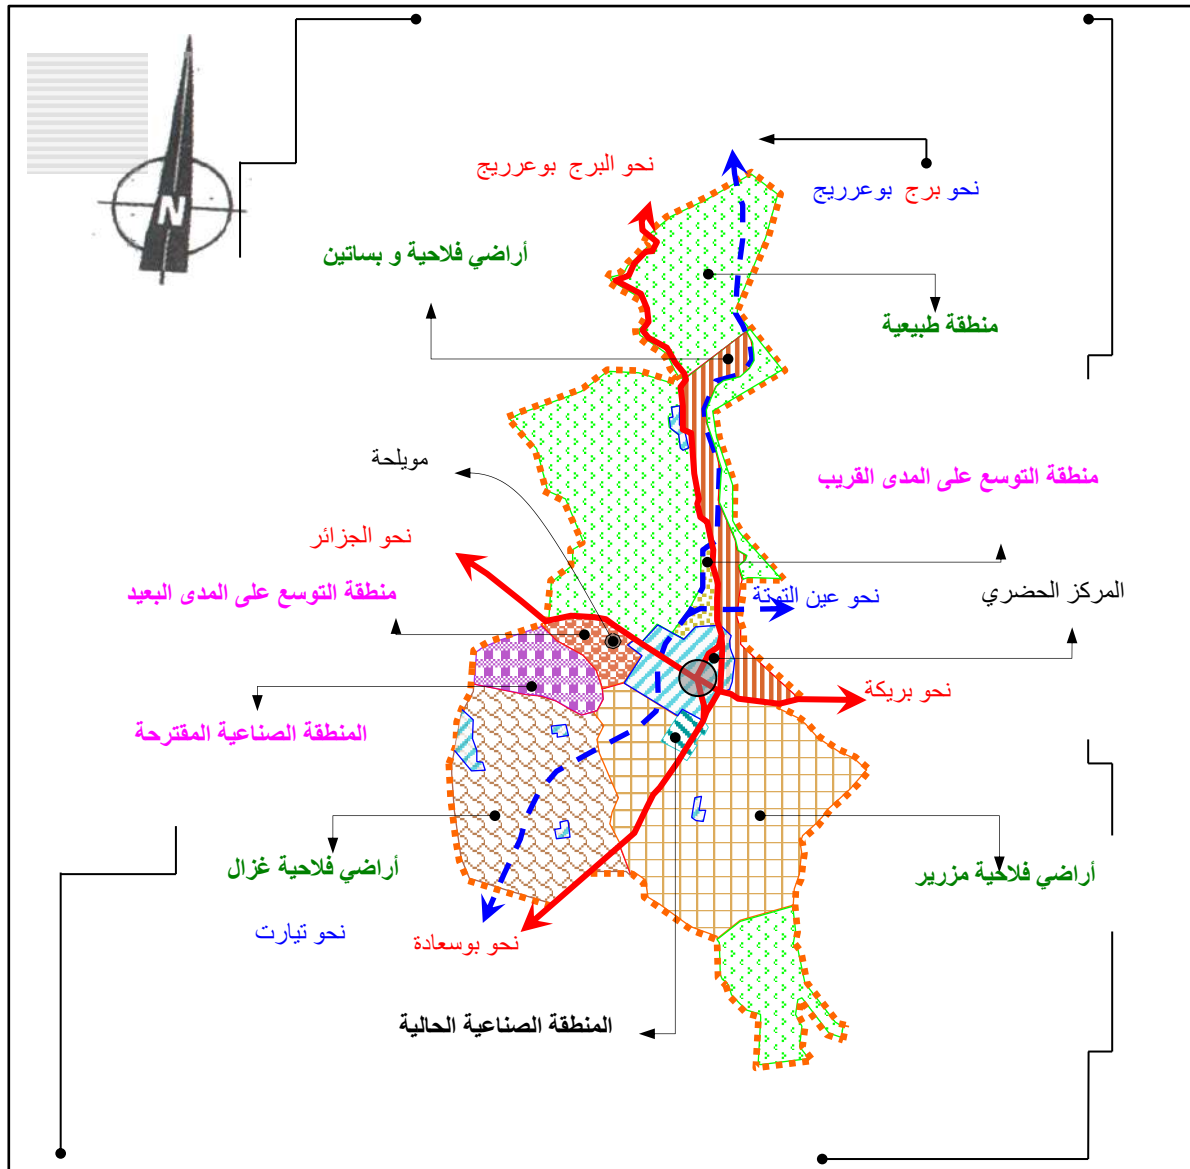 نحو البرج بوعرريج
نحو برج بوعرريج
أراضي فلاحية و بساتين
منطقة طبيعية
N
مويلحة
منطقة التوسع على المدى القريب
نحو الجزائر
منطقة التوسع على المدى البعيد
نحو عين التوتة
المركز الحضري
نحو بريكة
المنطقة الصناعية المقترحة
أراضي فلاحية غزال
أراضي فلاحية مزرير
نحو تيارت
نحو بوسعادة
المنطقة الصناعية الحالية